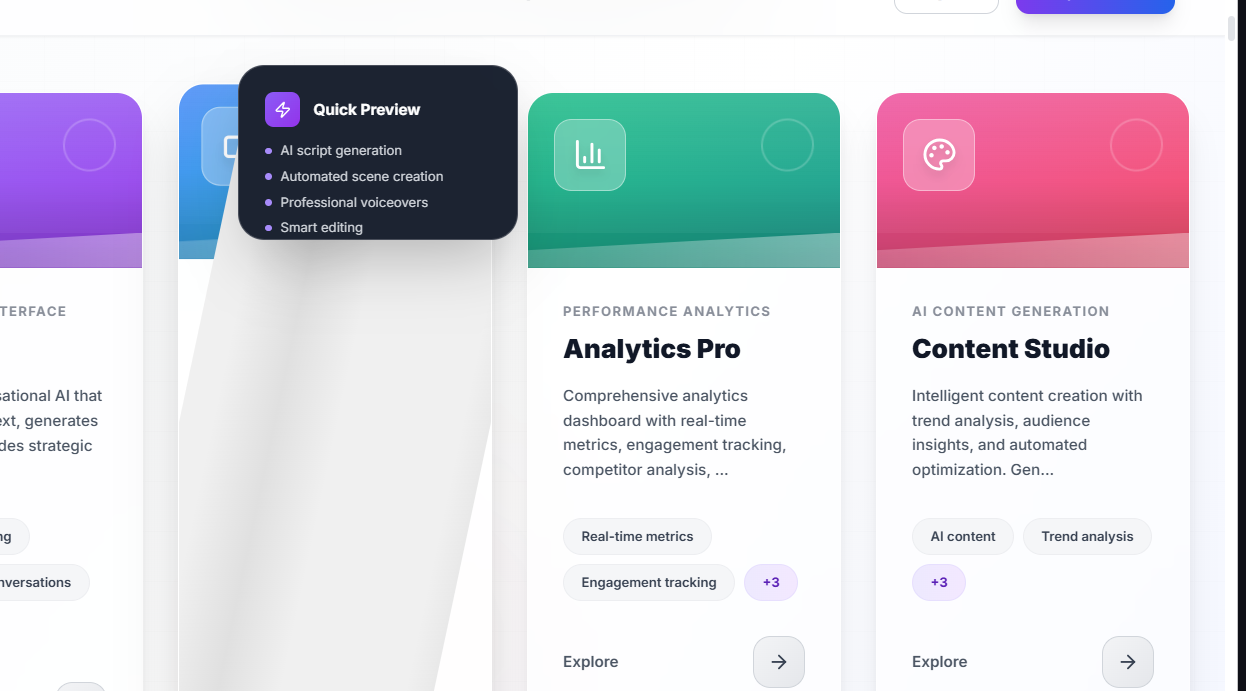 Quick Preview
AI script generation
Automated scene creation
Professional voiceovers
Smart editing
TERFACE
sational AI that
ext, generates
des strategic
ng
nversations
PERFORMANCE ANALYTICS
Analytics Pro
Comprehensive analytics
dashboard with real-time
metrics, engagement tracking,
competitor analysis, ...
Real-time metrics
Engagement tracking
+3
Explore
AI CONTENT GENERATION
Content Studio
Intelligent content creation with
trend analysis, audience
insights, and automated
optimization. Gen...
AI content
Trend analysis
+3
Explore